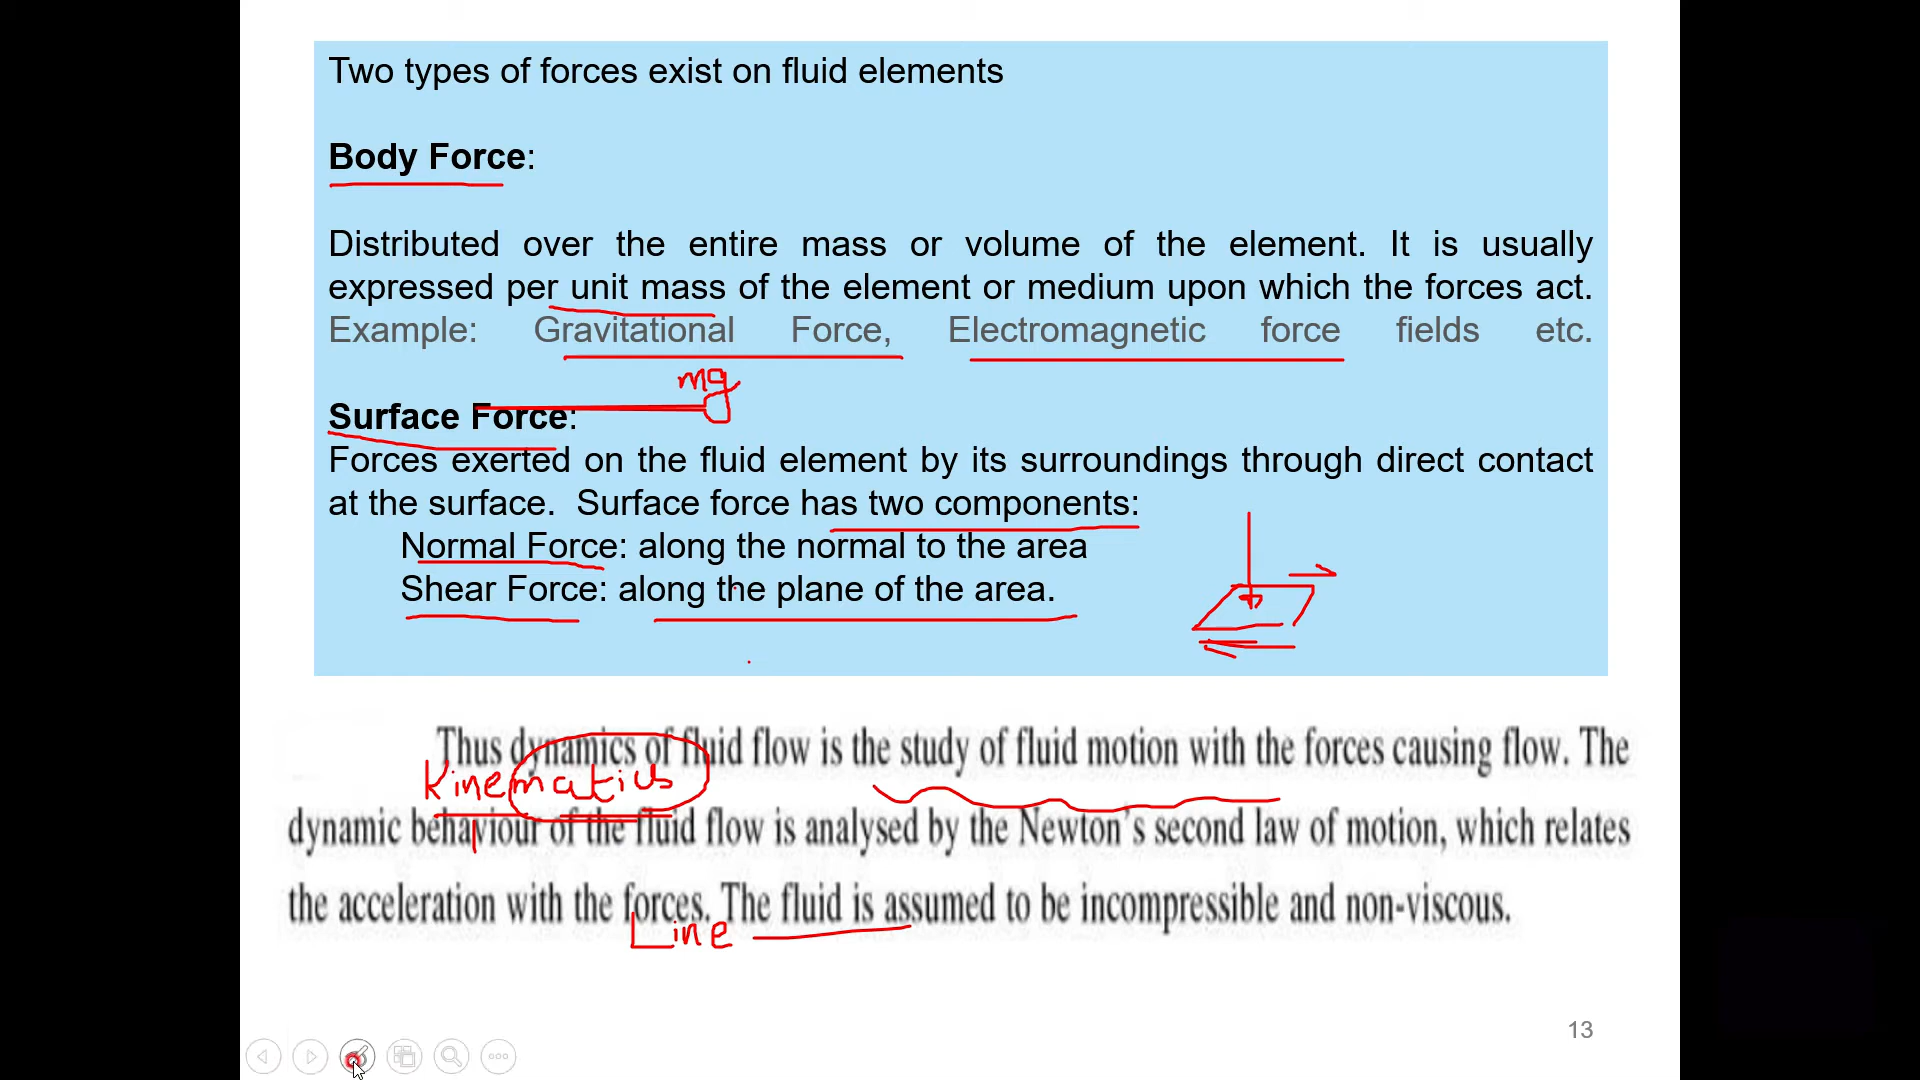 Two types of forces exist on fluid elements
Body Force:
Distributed over the entire mass or volume of the element. It is usually
expressed per unit mass of the element or medium upon which the forces act.
Example: Gravitational Force, Electromagnetic force fields etc.
mg
Surface Force:
Forces exerted on the fluid element by its surroundings through direct contact
at the surface. Surface force has two components:
Normal Force: along the normal to the area
Shear Force: along the plane of the area.
Thus dynamics of fluid flow is the study of fluid motion with the forces causing flow. The
Kinematics
dynamic behaviour of the fluid flow is analysed by the Newton's second law of motion, which relates
the acceleration with the forces. The fluid is assumed to be incompressible and non-viscous.
Line
13